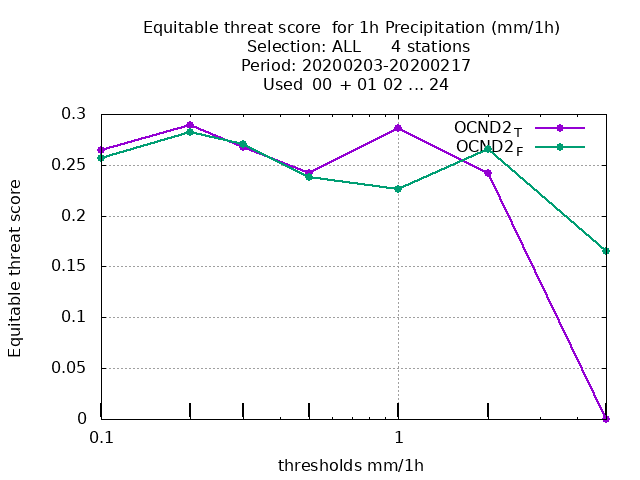 Equitable threat score  for 1h Precipitation (mm/1h)
Selection: ALL      4 stations
Period: 20200203-20200217
Used  00 + 01 02 ... 24
OCND2T
OCND2F
0.3
0.25
0.2
0.15
0.1
0.05
0
0.1
1
Equitable threat score
thresholds mm/1h